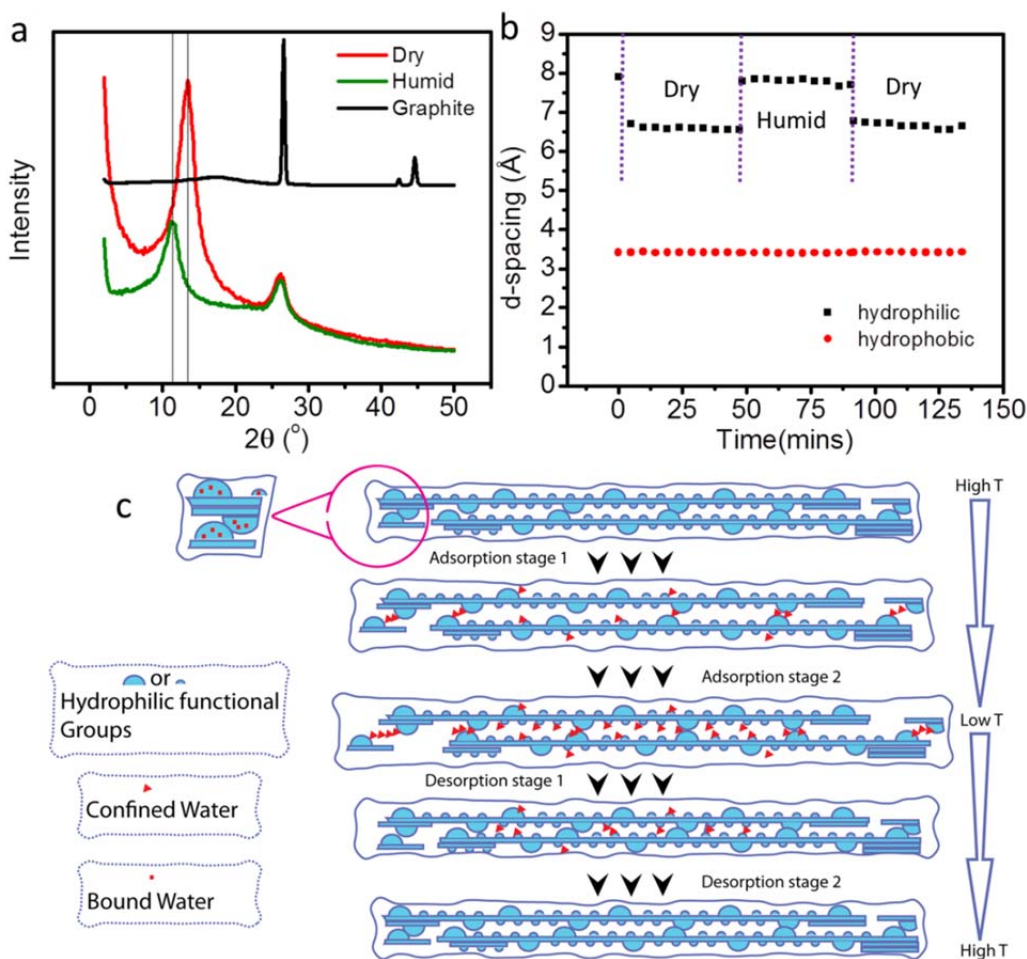 a
Dry
Humid
Graphite
Intensity
0 10 20 30 40 50
2θ (°)
b
9
8
7
6
5
4
3
2
1
0
Dry
Humid
Dry
d-spacing (Å)
hydrophilic
hydrophobic
0 25 50 75 100 125 150
Time(mins)
c
High T
Adsorption stage 1
Adsorption stage 2
or
Hydrophilic functional
Groups
Low T
Desorption stage 1
Confined Water
Desorption stage 2
Bound Water
High T